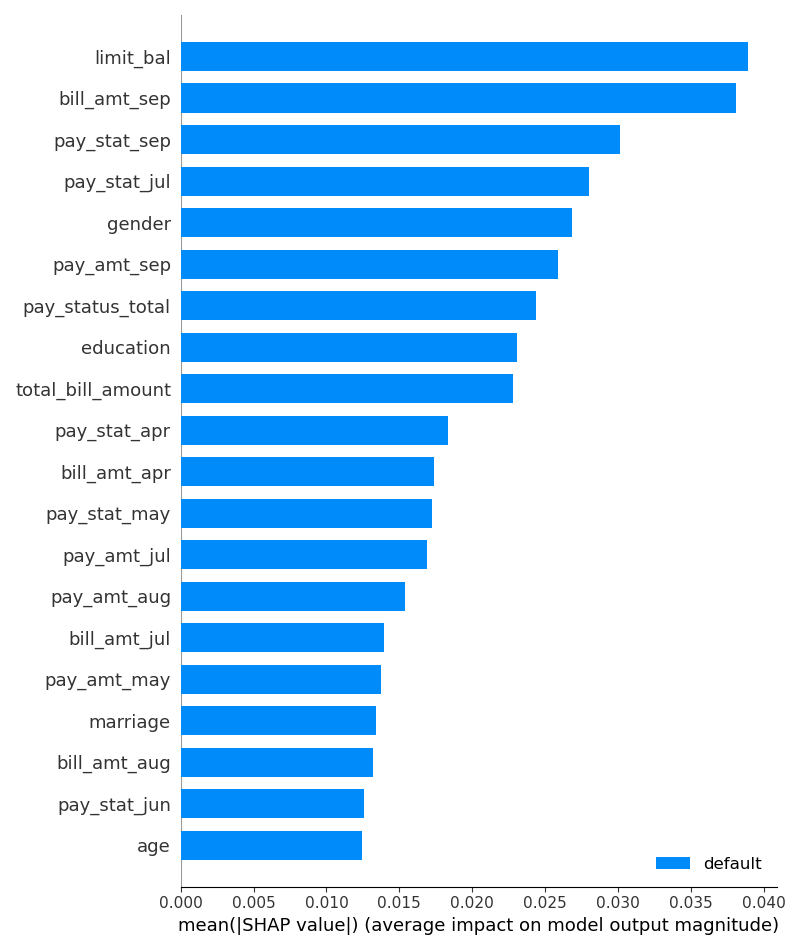 limit_bal
bill_amt_sep
pay_stat_sep
pay_stat_jul
gender
pay_amt_sep
pay_status_total
education
total_bill_amount
pay_stat_apr
bill_amt_apr
pay_stat_may
pay_amt_jul
pay_amt_aug
bill_amt_jul
pay_amt_may
marriage
bill_amt_aug
pay_stat_jun
age
default
0.000 0.005 0.010 0.015 0.020 0.025 0.030 0.035 0.040
mean(|SHAP value|) (average impact on model output magnitude)